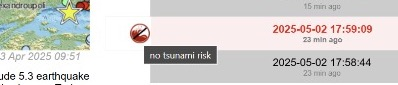 exandroupoli
3 Apr 2025 09:51
ude 5.3 earthquake
15 min ago
2025-05-02 17:59:09
23 min ago
no tsunami risk
2025-05-02 17:58:44
23 min ago